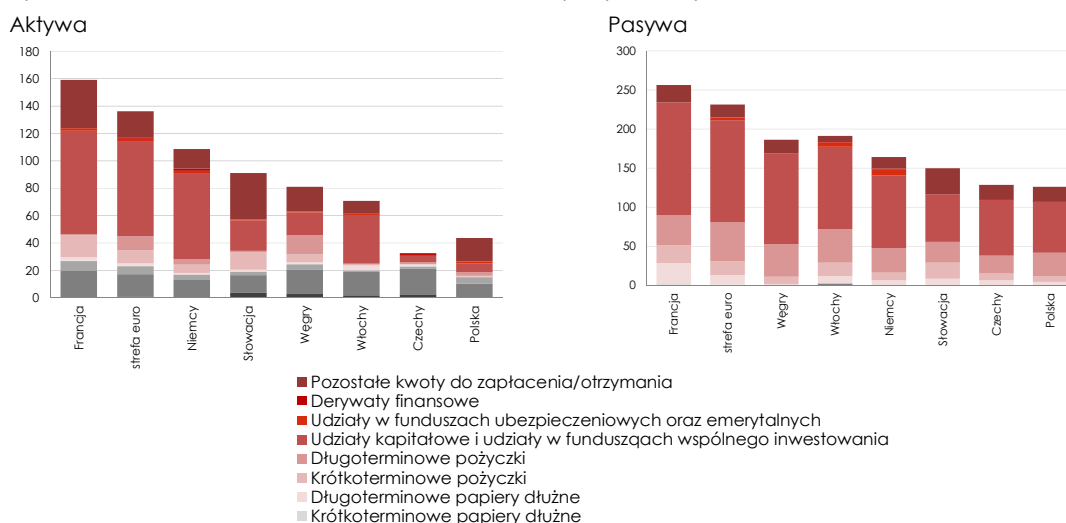 Aktywa
180
160
140
120
100
80
60
40
20
0
Francja
strefa euro
Niemcy
Słowacja
Węgry
Włochy
Czechy
Polska
Pasywa
300
250
200
150
100
50
0
Francja
strefa euro
Węgry
Włochy
Niemcy
Słowacja
Czechy
Polska
Pozostałe kwoty do zapłacenia/otrzymania
Derywaty finansowe
Udziały w funduszach ubezpieczeniowych oraz emerytalnych
Udziały kapitałowe i udziały w funduszqach wspólnego inwestowania
Długoterminowe pożyczki
Krótkoterminowe pożyczki
Długoterminowe papiery dłużne
Krótkoterminowe papiery dłużne